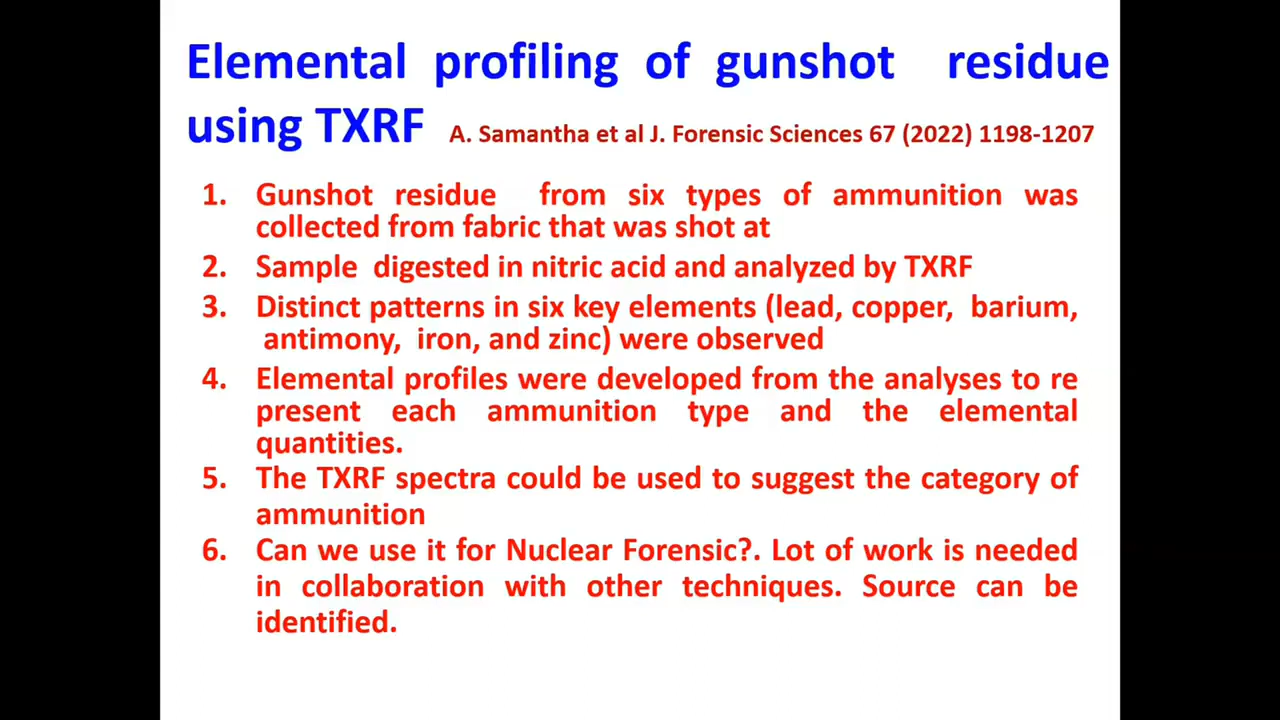 Elemental profiling of gunshot residue
using TXRF A. Samantha et al J. Forensic Sciences 67 (2022) 1198-1207
1. Gunshot residue from six types of ammunition was
collected from fabric that was shot at
2. Sample digested in nitric acid and analyzed by TXRF
3. Distinct patterns in six key elements (lead, copper, barium,
antimony, iron, and zinc) were observed
4. Elemental profiles were developed from the analyses to re
present each ammunition type and the elemental
quantities.
5. The TXRF spectra could be used to suggest the category of
ammunition
6. Can we use it for Nuclear Forensic?. Lot of work is needed
in collaboration with other techniques. Source can be
identified.